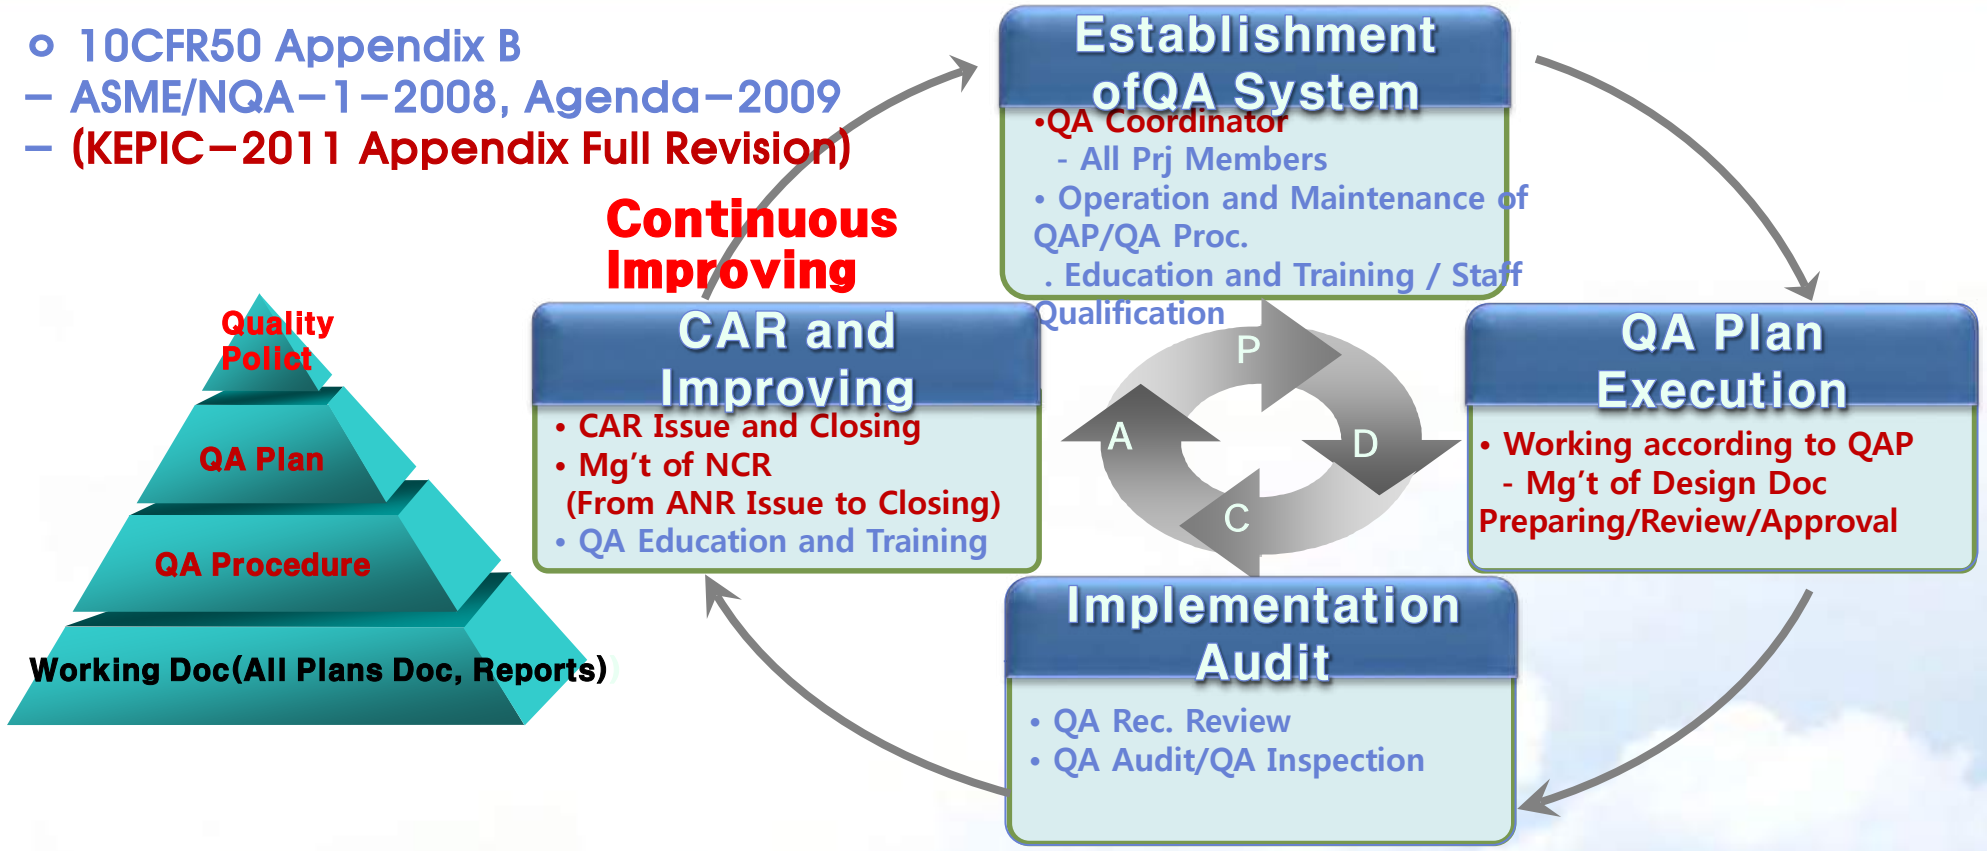 o 10CFR50 Appendix B
– ASME/NQA–1–2008, Agenda–2009
– (KEPIC–2011 Appendix Full Revision)
Continuous
Improving
Quality
Polict
QA Plan
QA Procedure
Working Doc(All Plans Doc, Reports)
Establishment
ofQA System
•QA Coordinator
- All Prj Members
• Operation and Maintenance of
QAP/QA Proc.
. Education and Training / Staff
Qualification
CAR and
Improving
• CAR Issue and Closing
• Mg’t of NCR
(From ANR Issue to Closing)
• QA Education and Training
P
D
C
A
QA Plan
Execution
• Working according to QAP
- Mg’t of Design Doc
Preparing/Review/Approval
Implementation
Audit
• QA Rec. Review
• QA Audit/QA Inspection